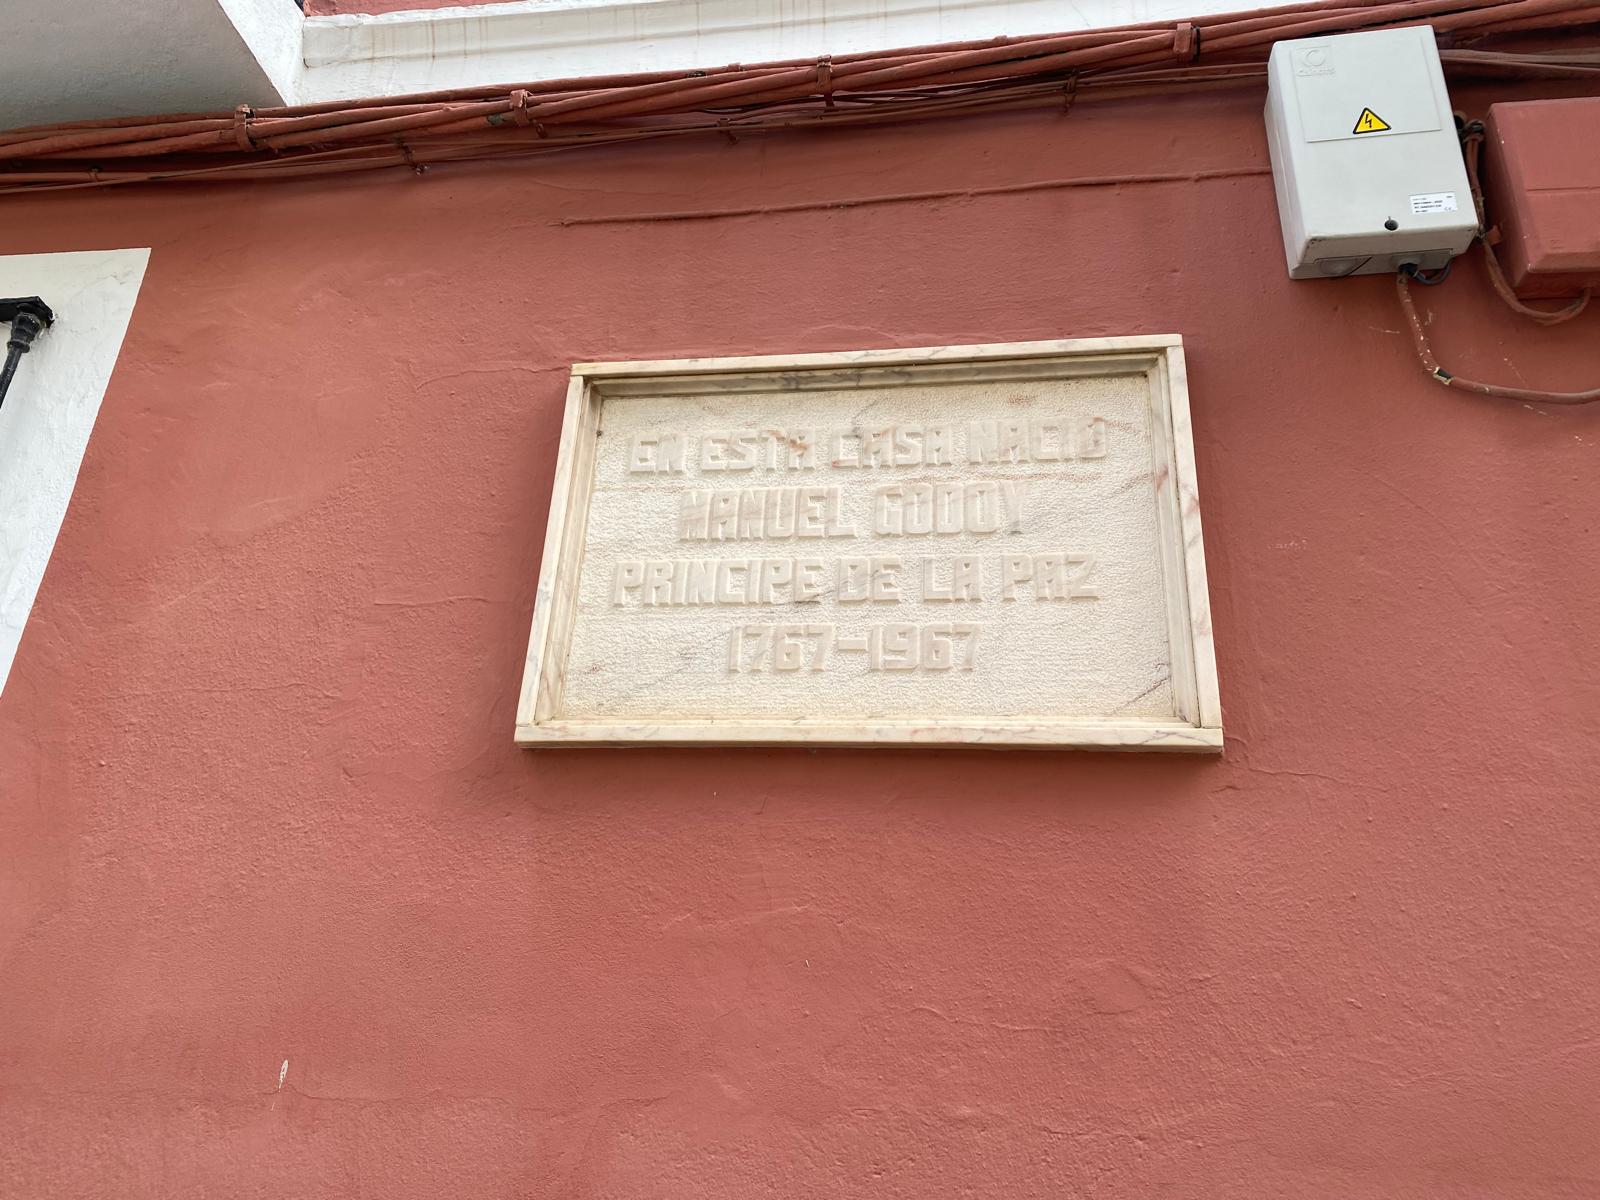 EN ESTA CASA NACIO
MANUEL GODOY
PRINCIPE DE LA PAZ
1767-1967